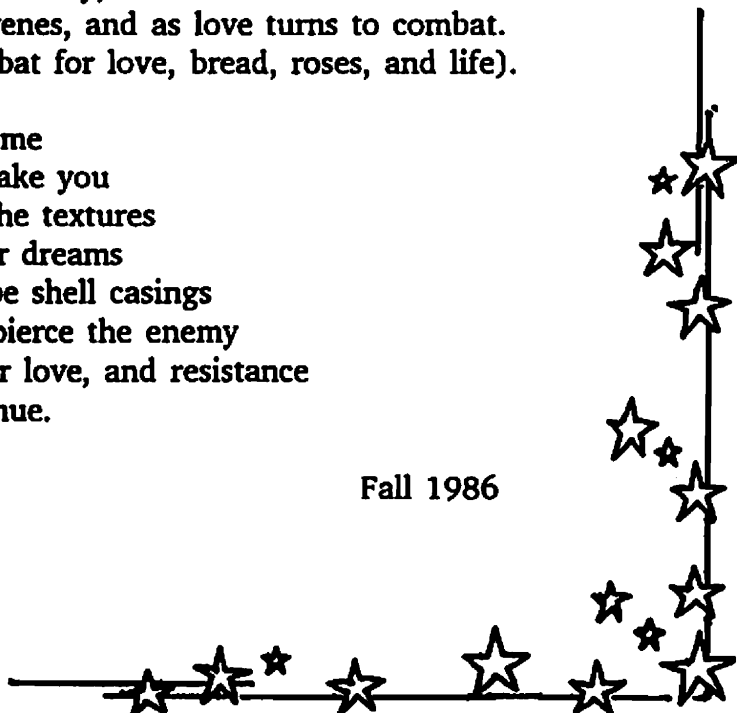 venes, and as love turns to combat.
bat for love, bread, roses, and life).
me
ake you
he textures
r dreams
e shell casings
pierce the enemy
r love, and resistance
nue.
Fall 1986